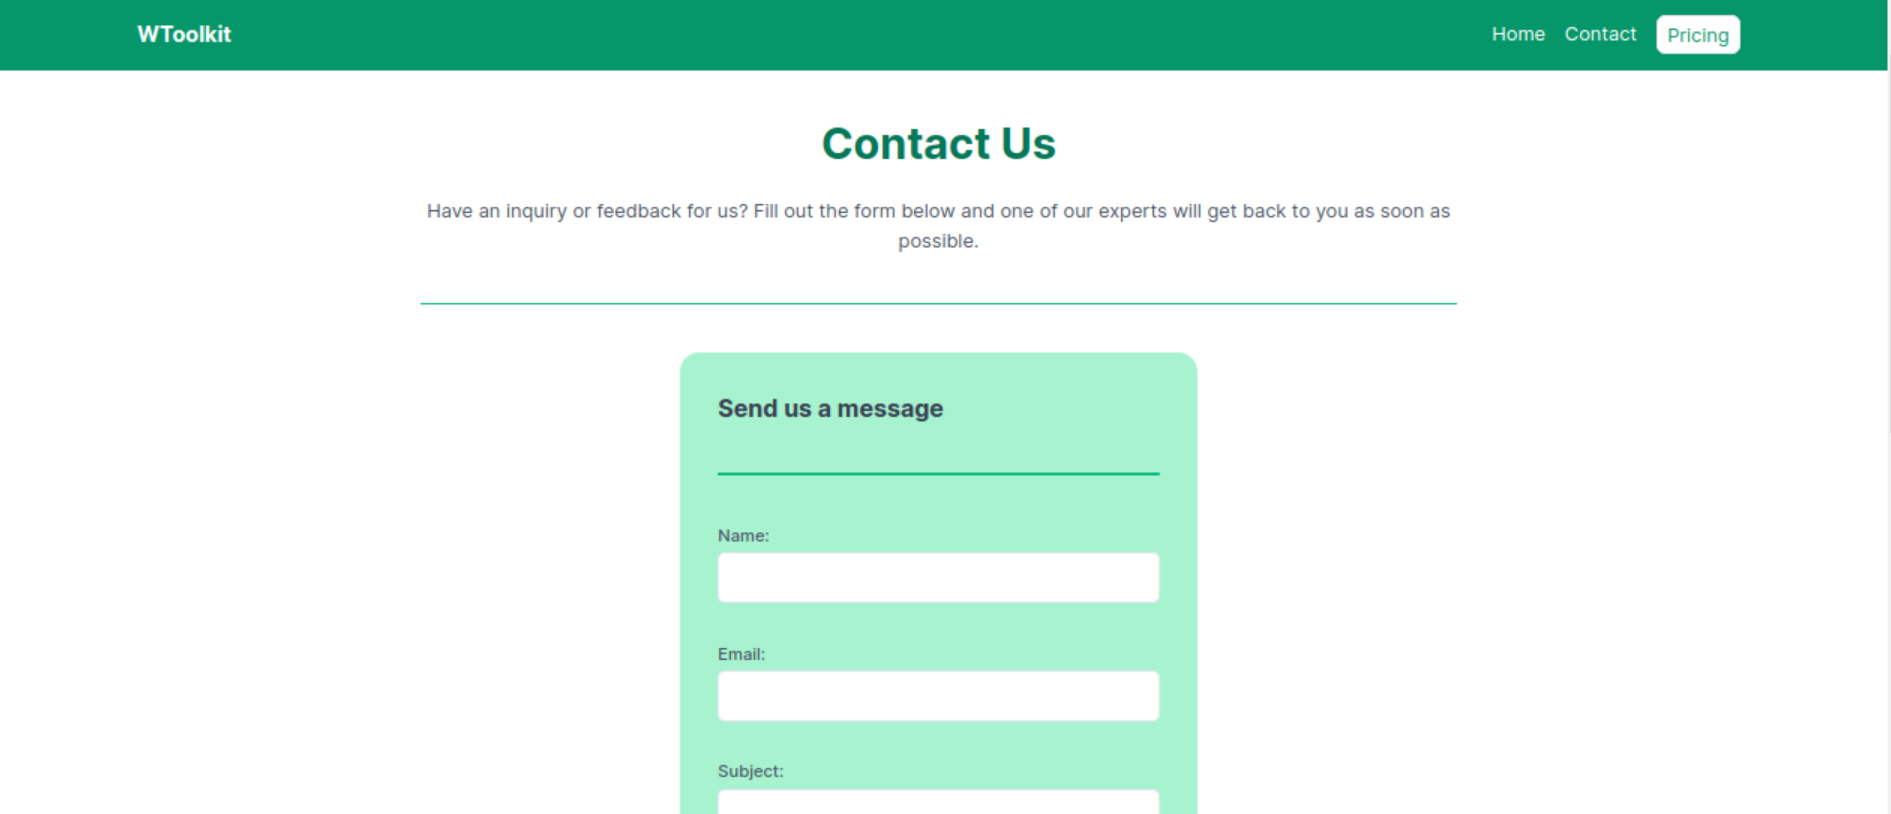 WToolkit
Home Contact Pricing
Contact Us
Have an inquiry or feedback for us? Fill out the form below and one of our experts will get back to you as soon as
possible.
Send us a message
Name:
Email:
Subject: